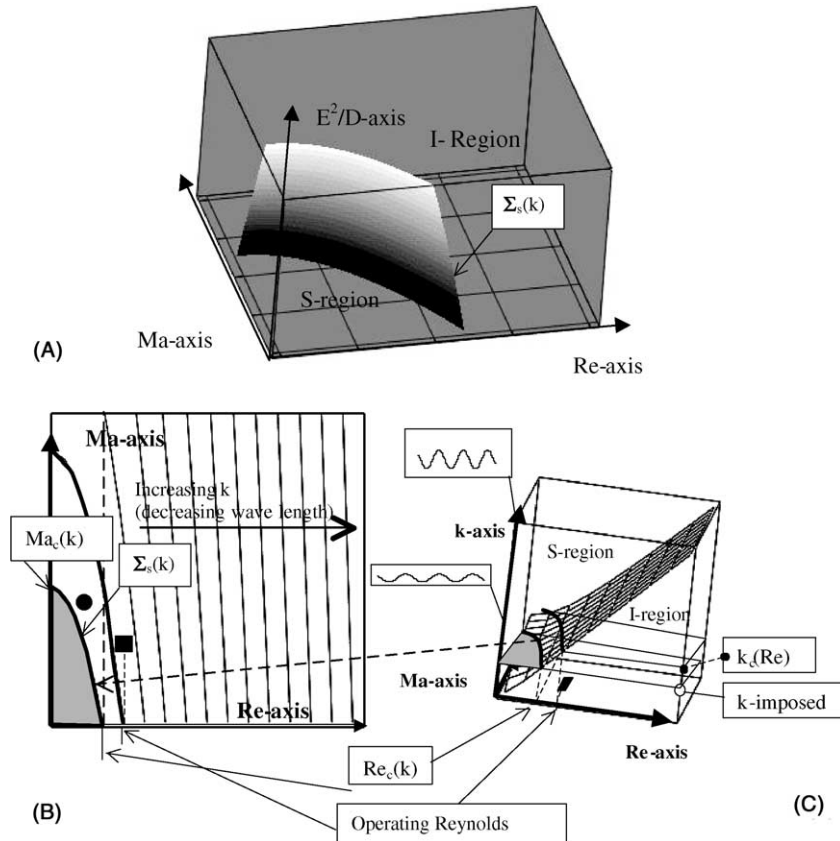 E²/D-axis
I- Region
Σs(k)
S-region
Ma-axis
(A)
Re-axis
Ma-axis
Increasing k
(decreasing wave length)
Mac(k)
Σs(k)
Re-axis
(B)
k-axis
S-region
I-region
Ma-axis
kc(Re)
k-imposed
Re-axis
Rec(k)
Operating Reynolds
(C)